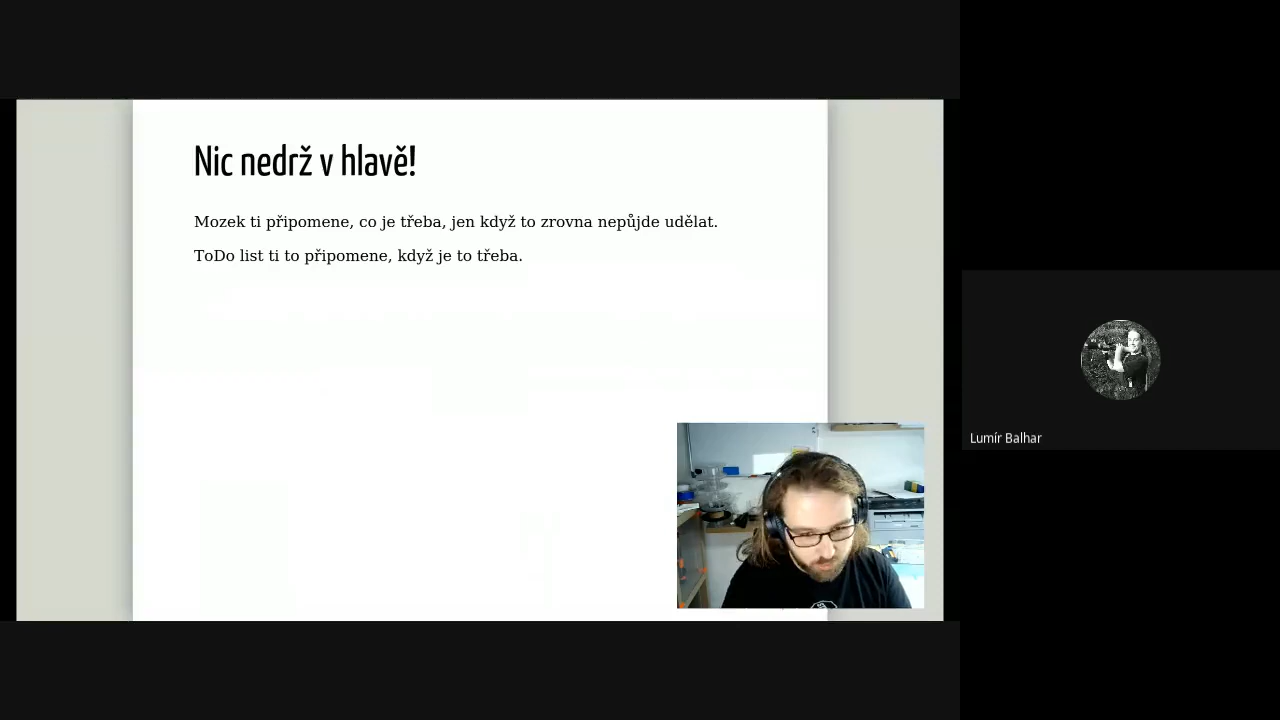 Nic nedrž v hlavě!
Mozek ti připomene, co je třeba, jen když to zrovna nepůjde udělat.
ToDo list ti to připomene, když je to třeba.
Lumír Balhar